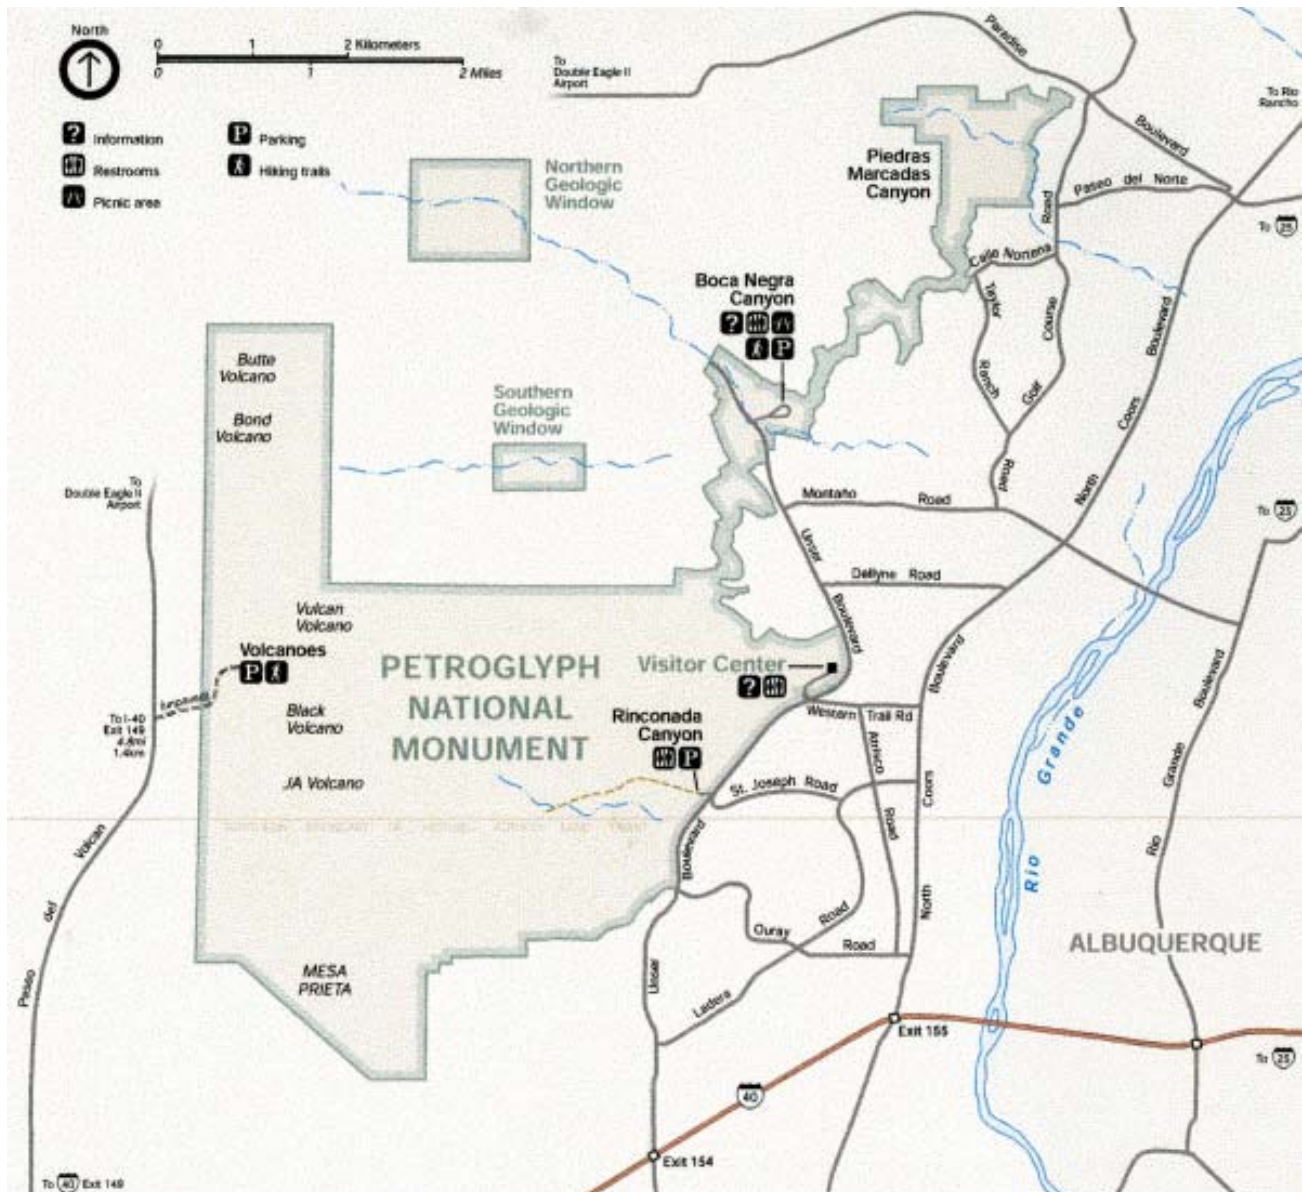 North
0 1 2 Kilometers
0 1 2 Miles
? Information
Restrooms
Picnic area
P Parking
Hiking trails
To
Double Eagle II
Airport
Paradise
Boulevard
To Rio
Rancho
Northern
Geologic
Window
Piedras
Marcadas
Canyon
Paseo del Norte
Road
To 25
Calle Nortena
Boca Negra
Canyon
?
P
Taylor
Ranch
Road
Golf
Course
Boulevard
Coors
North
Butte
Volcano
Bond
Volcano
Southern
Geologic
Window
To
Double Eagle II
Airport
Montaño Road
To 25
Unser
Boulevard
Dellyne Road
Vulcan
Volcano
Volcanoes
P
PETROGLYPH
NATIONAL
MONUMENT
Visitor Center
?
Boulevard
Boulevard
(unpaved)
To I-40
Exit 149
4.8mi
1.4km
Black
Volcano
Rinconada
Canyon
P
Western Trail Rd
Atrisco
Road
Rio Grande
Grande
Rio
JA Volcano
St. Joseph Road
Coors
North
Boulevard
Volcan
del
Paseo
Ouray Road
Road
Ladera
Unser
MESA
PRIETA
ALBUQUERQUE
Exit 155
To 25
40
Exit 154
To 40 Exit 149